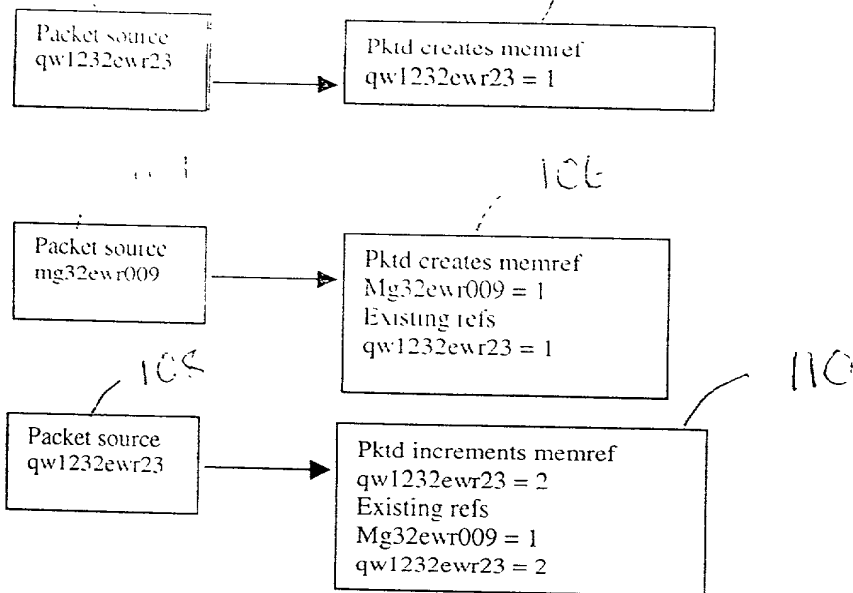 Packet source
qw1232ewr23
Pktd creates memref
qw1232ewr23 = 1
106
Packet source
mg32ewr009
Pktd creates memref
Mg32ewr009 = 1
Existing refs
qw1232ewr23 = 1
108
110
Packet source
qw1232ewr23
Pktd increments memref
qw1232ewr23 = 2
Existing refs
Mg32ewr009 = 1
qw1232ewr23 = 2